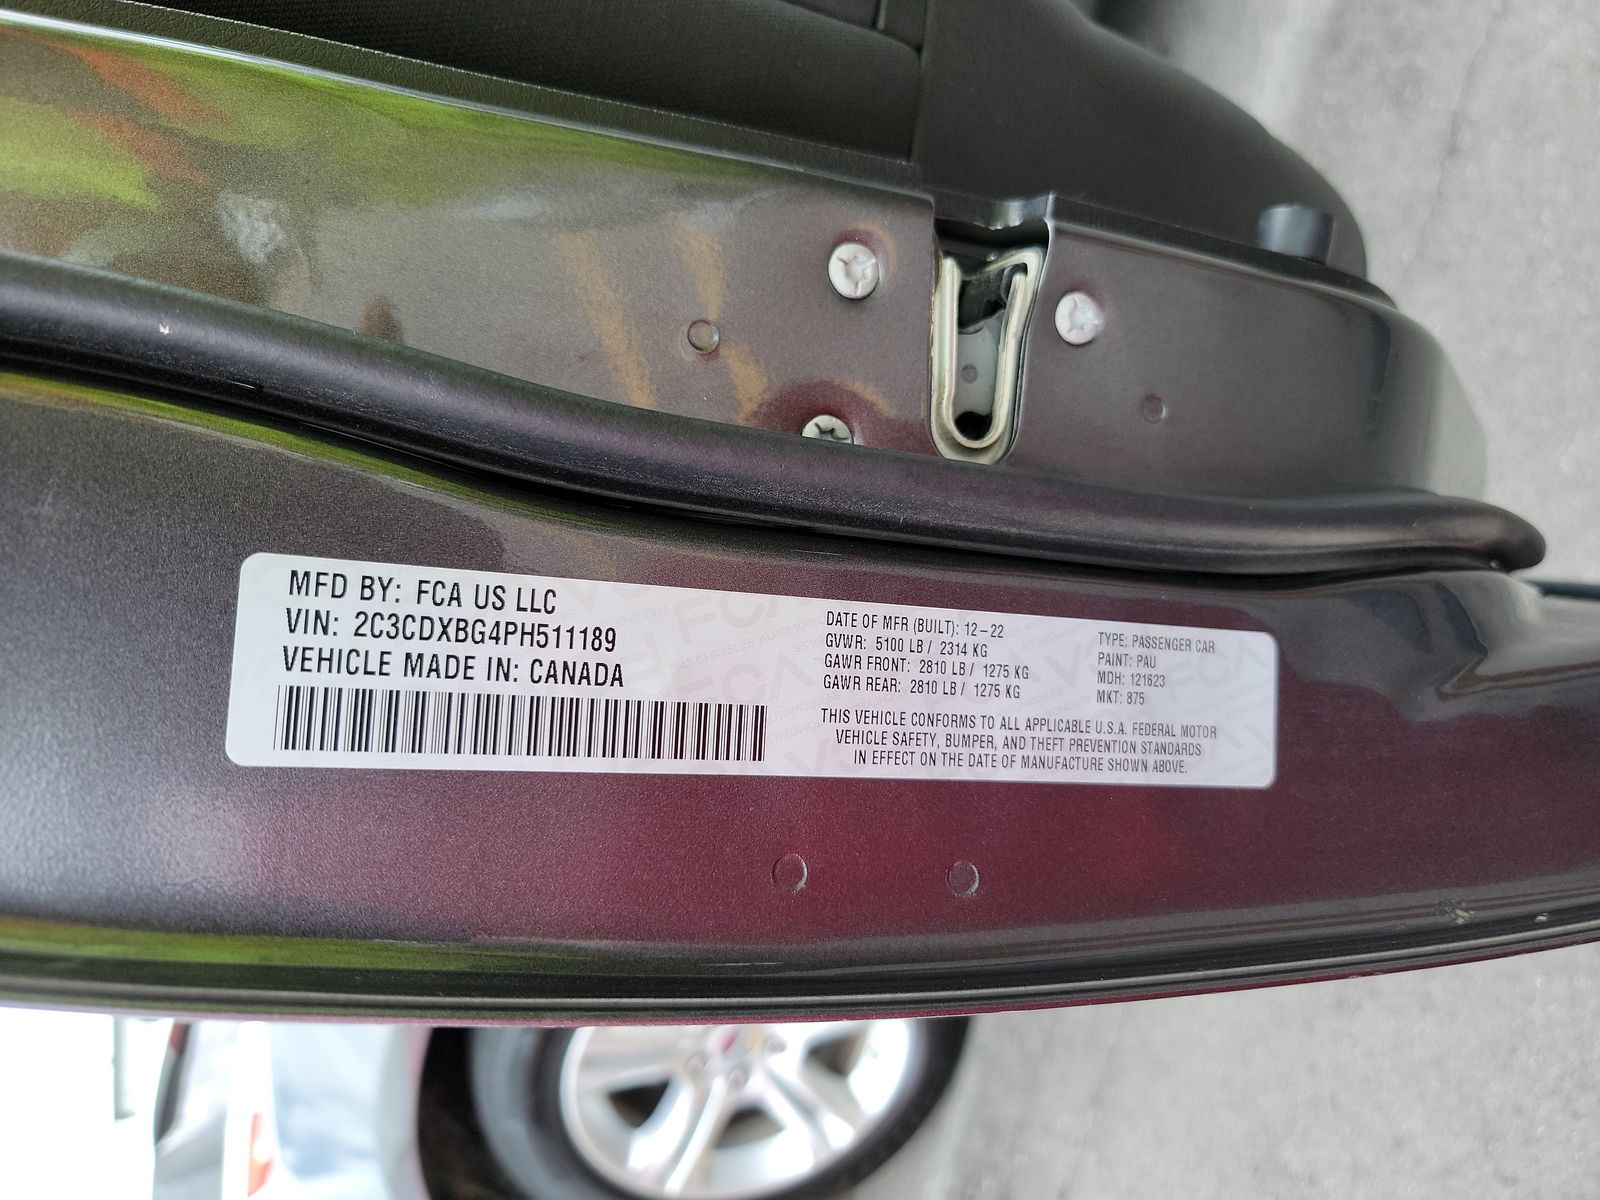 MFD BY: FCA US LLC
VIN: 2C3CDXBG4PH511189
VEHICLE MADE IN: CANADA
DATE OF MFR (BUILT): 12-22
GVWR: 5100 LB / 2314 KG
GAWR FRONT: 2810 LB / 1275 KG
GAWR REAR: 2810 LB / 1275 KG
TYPE: PASSENGER CAR
PAINT: PAU
MDH: 121623
MKT: 875
THIS VEHICLE CONFORMS TO ALL APPLICABLE U.S.A. FEDERAL MOTOR
VEHICLE SAFETY, BUMPER, AND THEFT PREVENTION STANDARDS
IN EFFECT ON THE DATE OF MANUFACTURE SHOWN ABOVE.